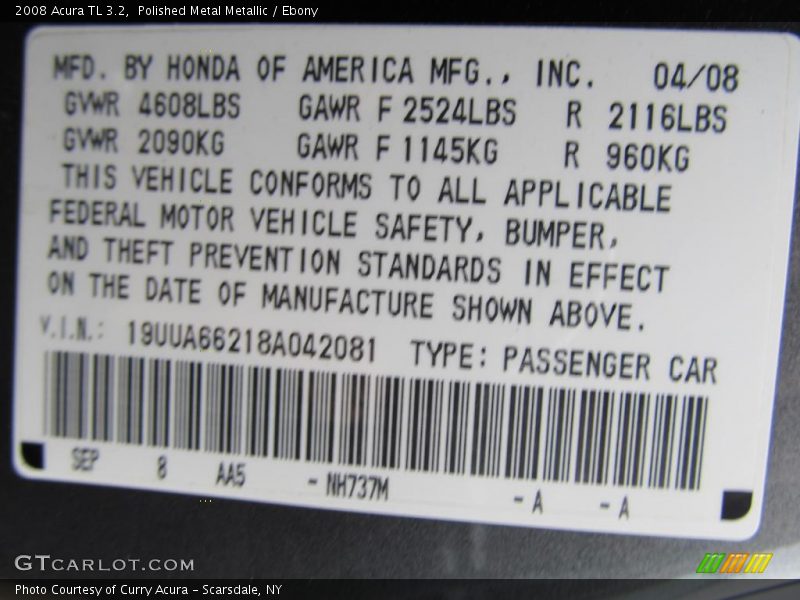 2008 Acura TL 3.2,  Polished Metal Metallic / Ebony
MFD. BY HONDA OF AMERICA MFG., INC. 04/08
GVWR 4608LBS GAWR F 2524LBS R 2116LBS
GVWR 2090KG GAWR F 1145KG R 960KG
THIS VEHICLE CONFORMS TO ALL APPLICABLE
FEDERAL MOTOR VEHICLE SAFETY, BUMPER,
AND THEFT PREVENTION STANDARDS IN EFFECT
ON THE DATE OF MANUFACTURE SHOWN ABOVE.
V.I.N.: 19UUA66218A042081 TYPE: PASSENGER CAR
SEP 8 AA5 - NH737M - A - A
GTCARLOT.COM
Photo Courtesy of Curry Acura - Scarsdale, NY